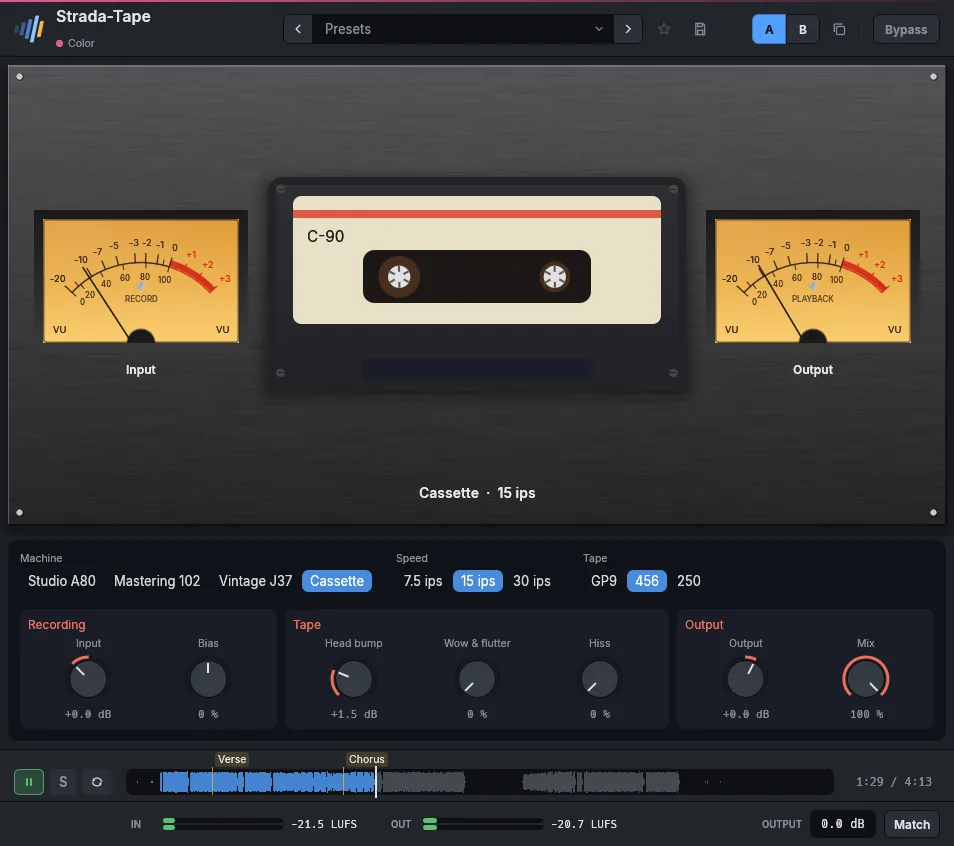 Strada-Tape
Color
Presets
A B
Bypass
-20 -10 -7 -5 -3 -2 -1 0 +1 +2 +3
0 20 40 60 80 100
RECORD
VU VU
Input
C-90
-20 -10 -7 -5 -3 -2 -1 0 +1 +2 +3
0 20 40 60 80 100
PLAYBACK
VU VU
Output
Cassette · 15 ips
Machine Speed Tape
Studio A80 Mastering 102 Vintage J37 Cassette 7.5 ips 15 ips 30 ips GP9 456 250
Recording
Input Bias
+0.0 dB 0 %
Tape
Head bump Wow & flutter Hiss
+1.5 dB 0 % 0 %
Output
Output Mix
+0.0 dB 100 %
Verse Chorus
S
1:29 / 4:13
IN -21.5 LUFS OUT -20.7 LUFS OUTPUT 0.0 dB Match